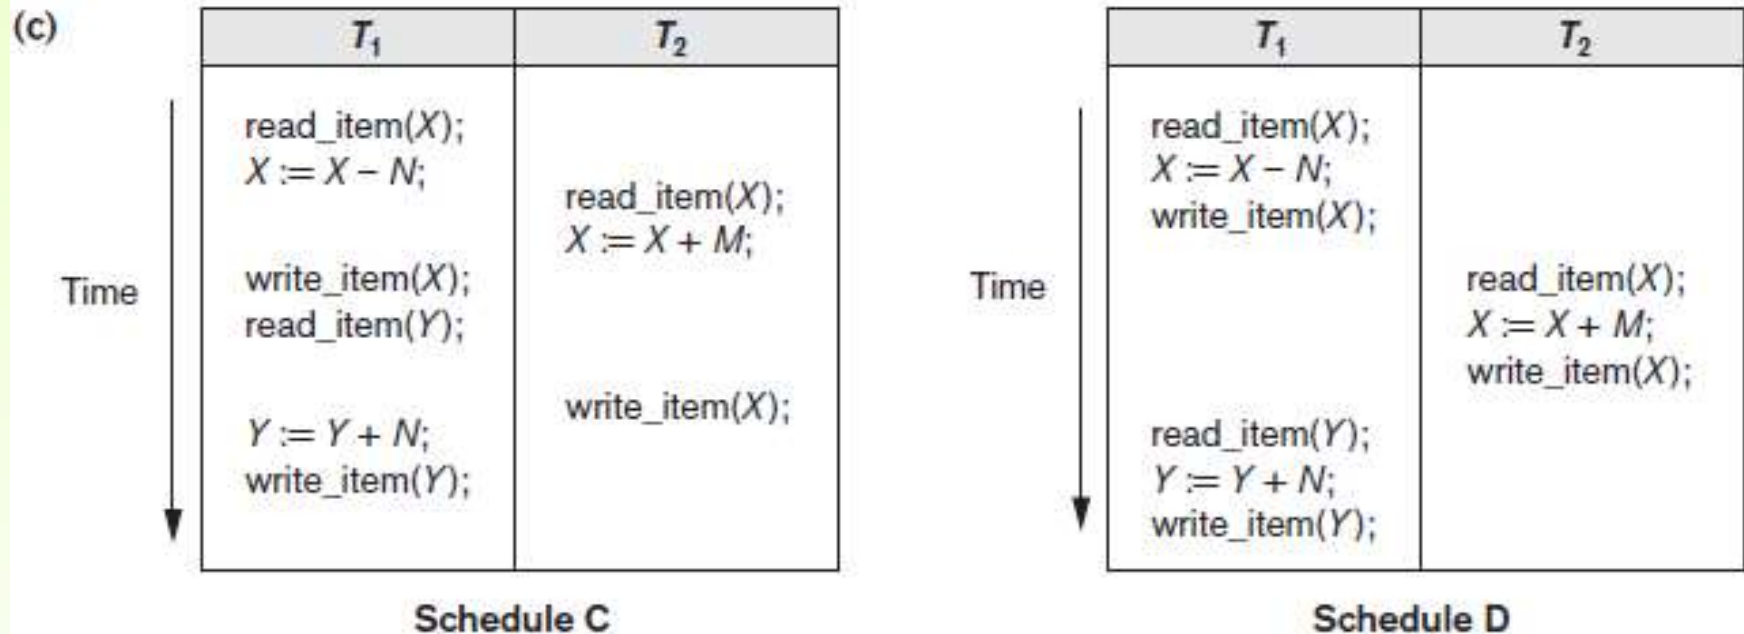 (c)
T₁ T₂
read_item(X);
X := X – N;
read_item(X);
X := X + M;
Time
write_item(X);
read_item(Y);
write_item(X);
Y := Y + N;
write_item(Y);
Schedule C
T₁ T₂
read_item(X);
X := X – N;
write_item(X);
Time
read_item(X);
X := X + M;
write_item(X);
read_item(Y);
Y := Y + N;
write_item(Y);
Schedule D